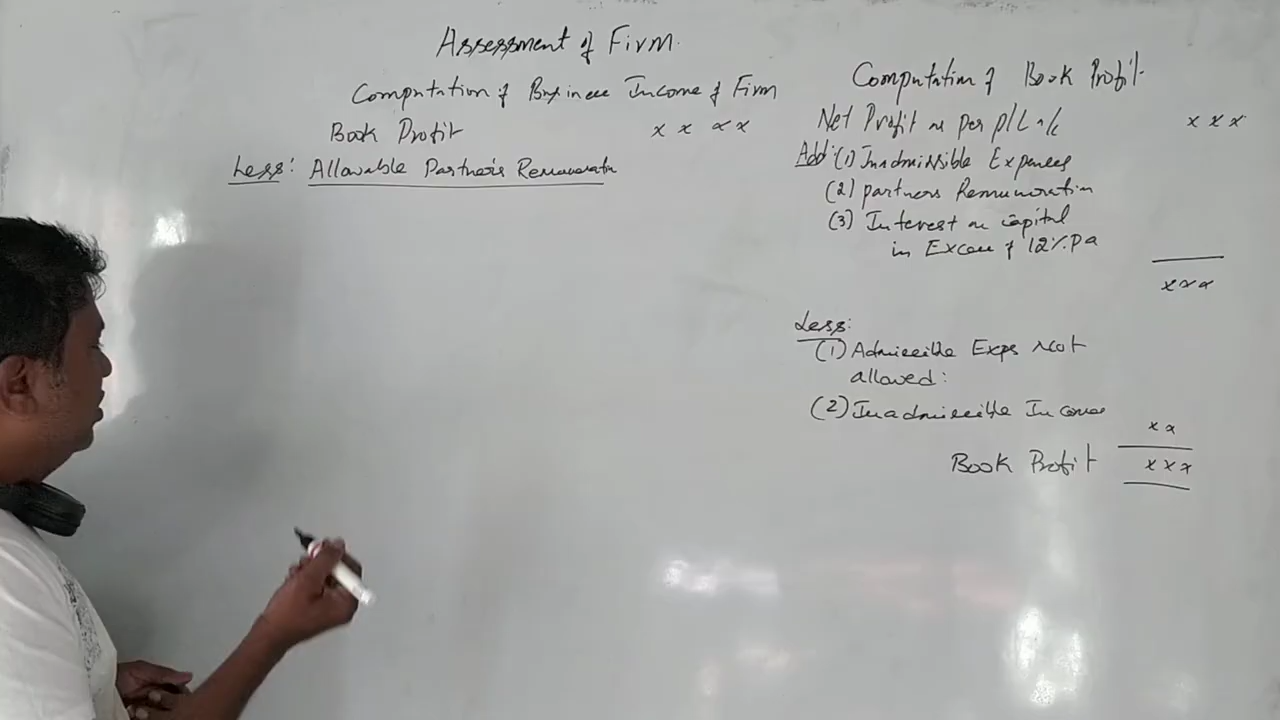 Assessment of Firm.
Computation of Business Income of Firm
Book Profit x x x x
Less: Allowable Partners Remuneration
Computation of Book Profit
Net Profit as per P/L a/c x x x
Add: (1) Inadmissible Expenses
(2) partners Remuneration
(3) Interest on capital
in Excess of 12% Pa
x x x
Less:
(1) Admissible Exps Not
allowed:
(2) Inadmissible Incomes
x x
Book Profit x x x